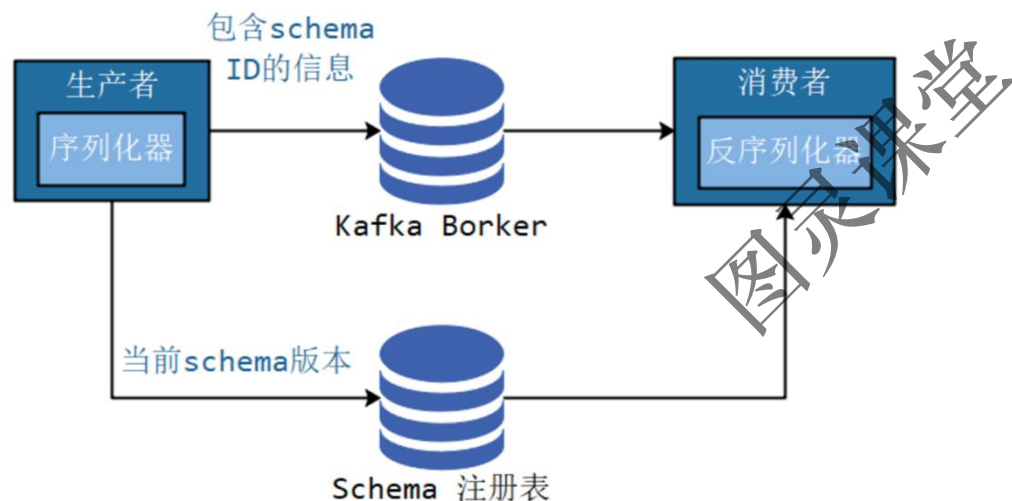 包含schema
ID的信息
生产者
序列化器
消费者
反序列化器
Kafka Borker
当前schema版本
Schema 注册表
图灵课堂